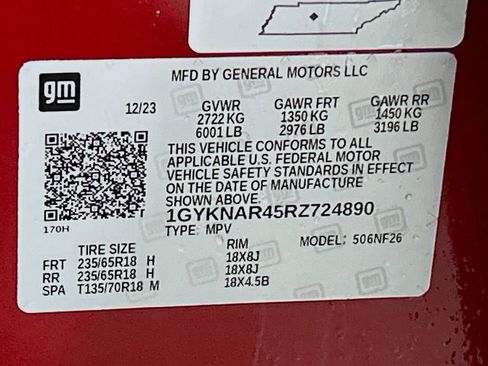 gm
MFD BY GENERAL MOTORS LLC
12/23 GVWR GAWR FRT GAWR RR
2722 KG 1350 KG 1450 KG
6001 LB 2976 LB 3196 LB
THIS VEHICLE CONFORMS TO ALL
APPLICABLE U.S. FEDERAL MOTOR
VEHICLE SAFETY STANDARDS IN EFFECT
ON THE DATE OF MANUFACTURE
SHOWN ABOVE.
1GYKNAR45RZ724890
170H
TYPE: MPV MODEL: 506NF26
TIRE SIZE RIM
FRT 235/65R18 H 18X8J
RR 235/65R18 H 18X8J
SPA T135/70R18 M 18X4.5B